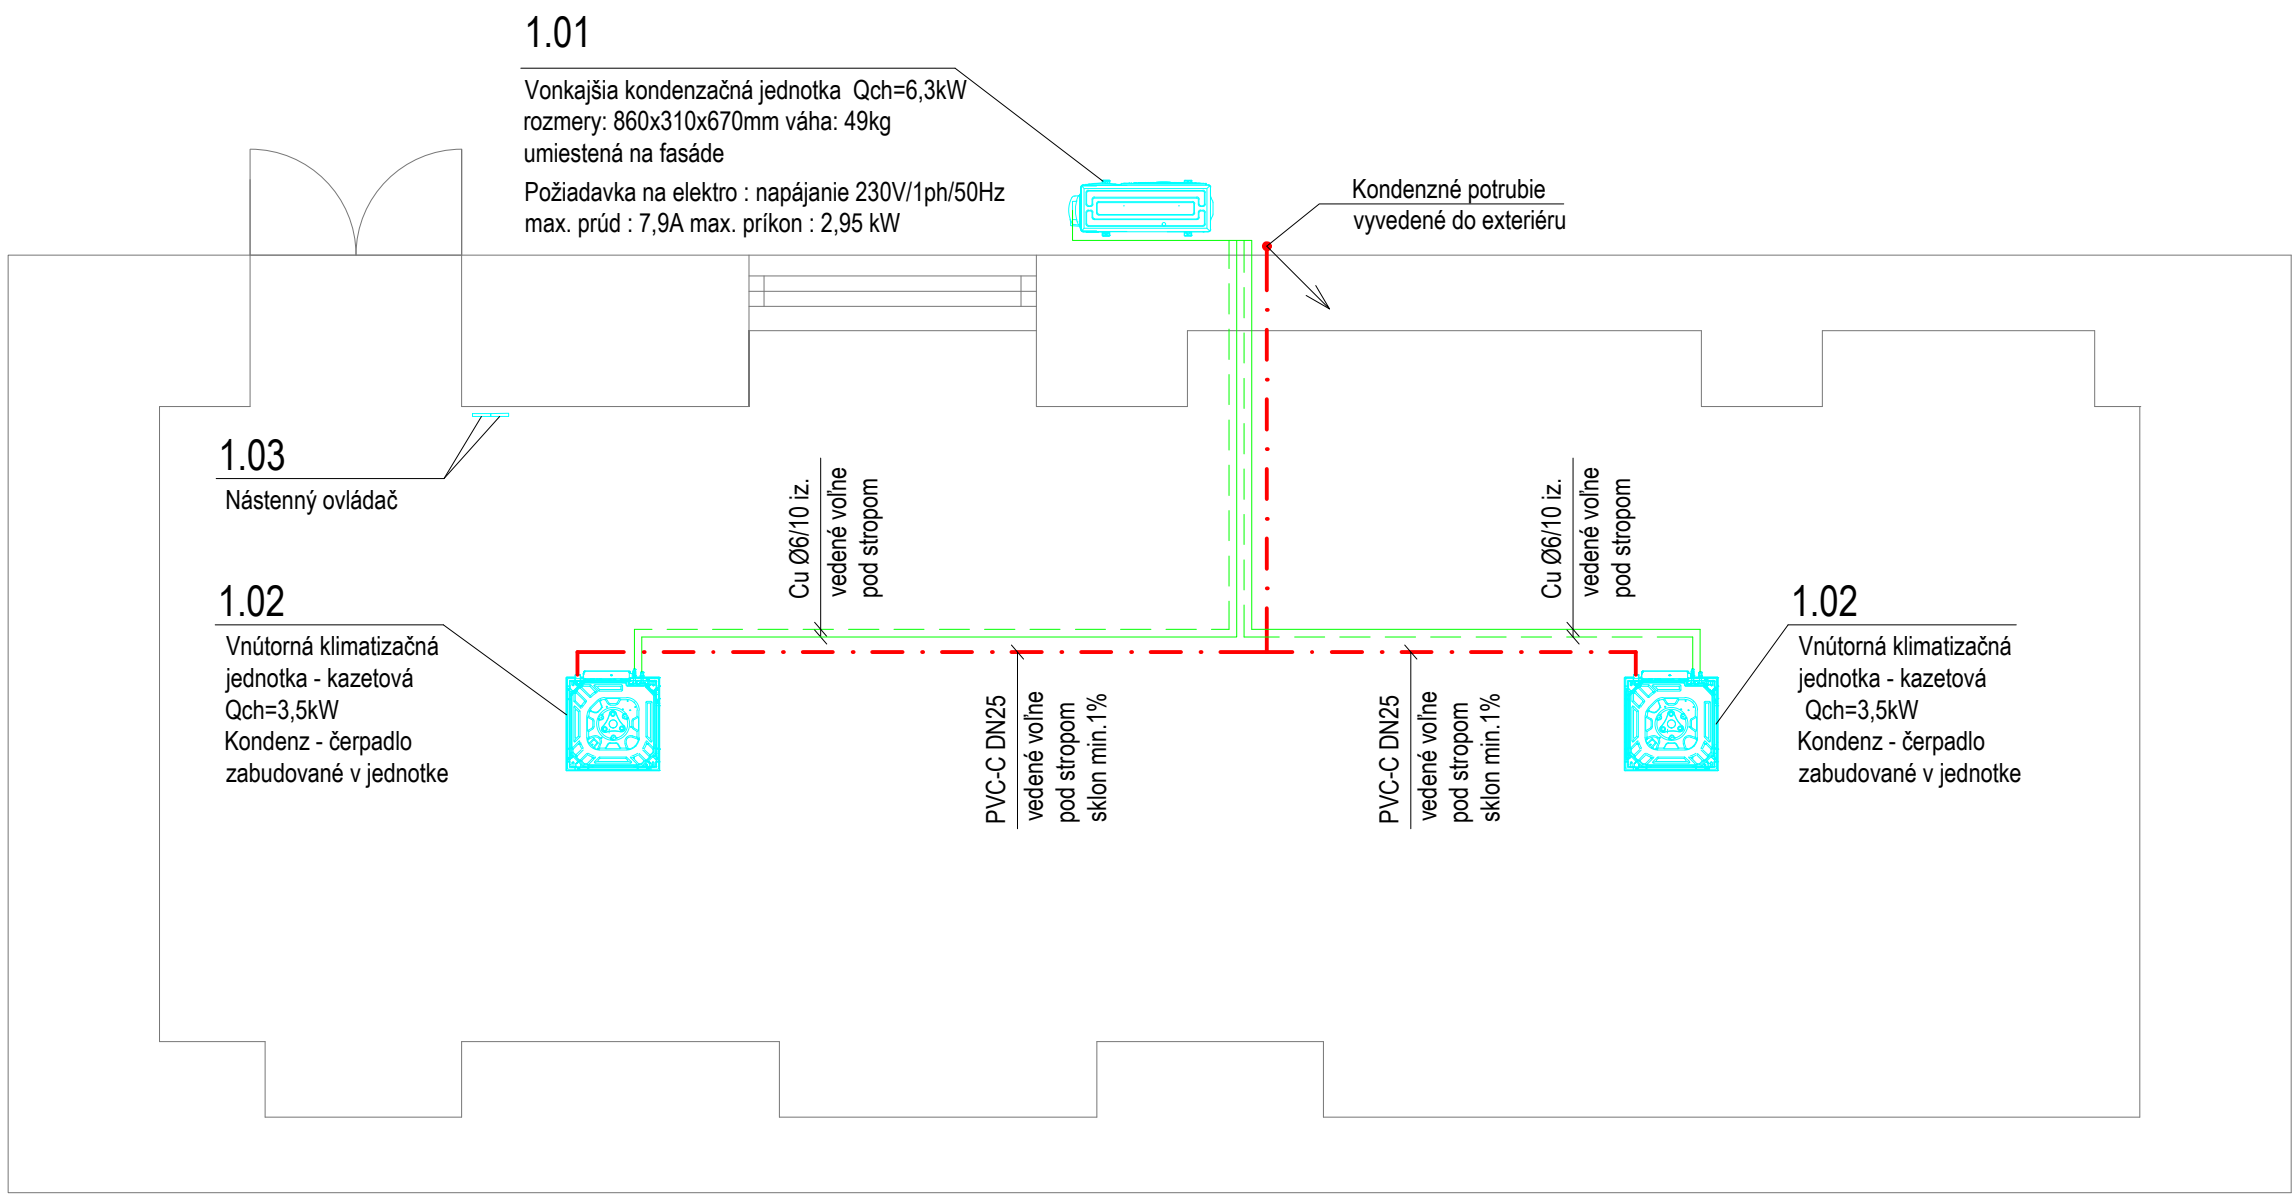 1.01
Vonkajšia kondenzačná jednotka Qch=6,3kW
rozmery: 860x310x670mm váha: 49kg
umiestená na fasáde
Požiadavka na elektro : napájanie 230V/1ph/50Hz
max. prúd : 7,9A max. príkon : 2,95 kW
Kondenzné potrubie
vyvedené do exteriéru
1.03
Nástenný ovládač
Cu Ø6/10 iz.
vedené voľne
pod stropom
Cu Ø6/10 iz.
vedené voľne
pod stropom
1.02
Vnútorná klimatizačná
jednotka - kazetová
Qch=3,5kW
Kondenz - čerpadlo
zabudované v jednotke
PVC-C DN25
vedené voľne
pod stropom
sklon min.1%
PVC-C DN25
vedené voľne
pod stropom
sklon min.1%
1.02
Vnútorná klimatizačná
jednotka - kazetová
Qch=3,5kW
Kondenz - čerpadlo
zabudované v jednotke